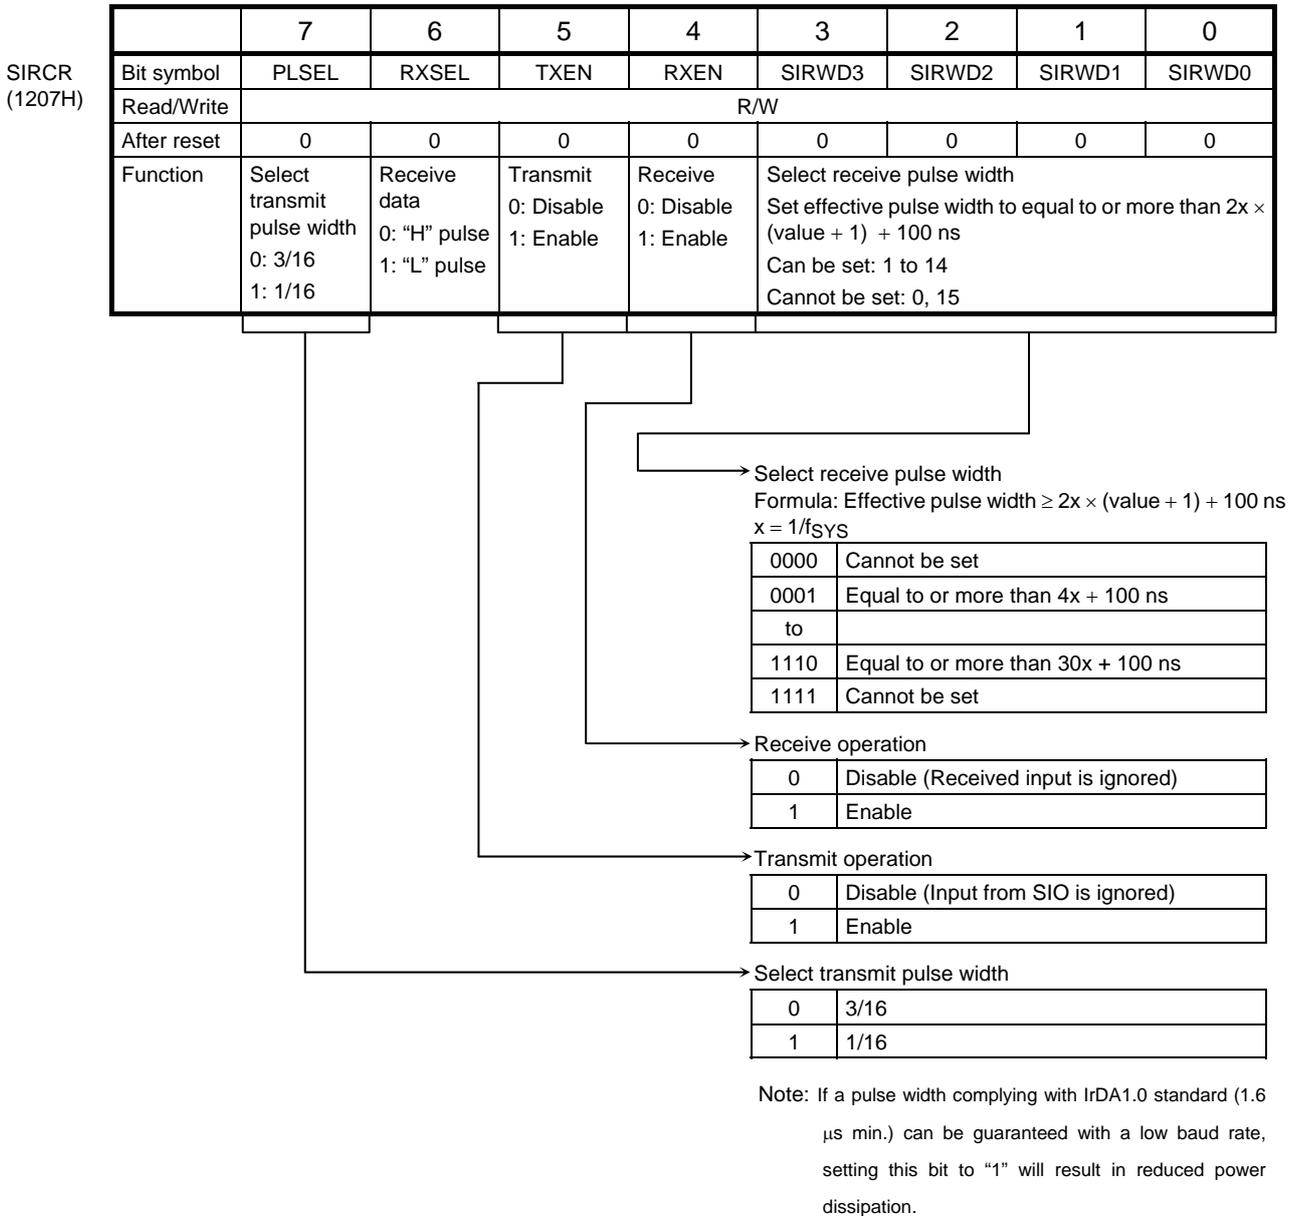 7 6 5 4 3 2 1 0
SIRCR
(1207H)
Bit symbol PLSEL RXSEL TXEN RXEN SIRWD3 SIRWD2 SIRWD1 SIRWD0
Read/Write R/W
After reset 0 0 0 0 0 0 0 0
Function
Select
transmit
pulse width
0: 3/16
1: 1/16
Receive
data
0: “H” pulse
1: “L” pulse
Transmit
0: Disable
1: Enable
Receive
0: Disable
1: Enable
Select receive pulse width
Set effective pulse width to equal to or more than 2x ×
(value + 1) + 100 ns
Can be set: 1 to 14
Cannot be set: 0, 15
Select receive pulse width
Formula: Effective pulse width ≥ 2x × (value + 1) + 100 ns
x = 1/fSYS
0000 Cannot be set
0001 Equal to or more than 4x + 100 ns
to
1110 Equal to or more than 30x + 100 ns
1111 Cannot be set
Receive operation
0 Disable (Received input is ignored)
1 Enable
Transmit operation
0 Disable (Input from SIO is ignored)
1 Enable
Select transmit pulse width
0 3/16
1 1/16
Note: If a pulse width complying with IrDA1.0 standard (1.6
μs min.) can be guaranteed with a low baud rate,
setting this bit to “1” will result in reduced power
dissipation.